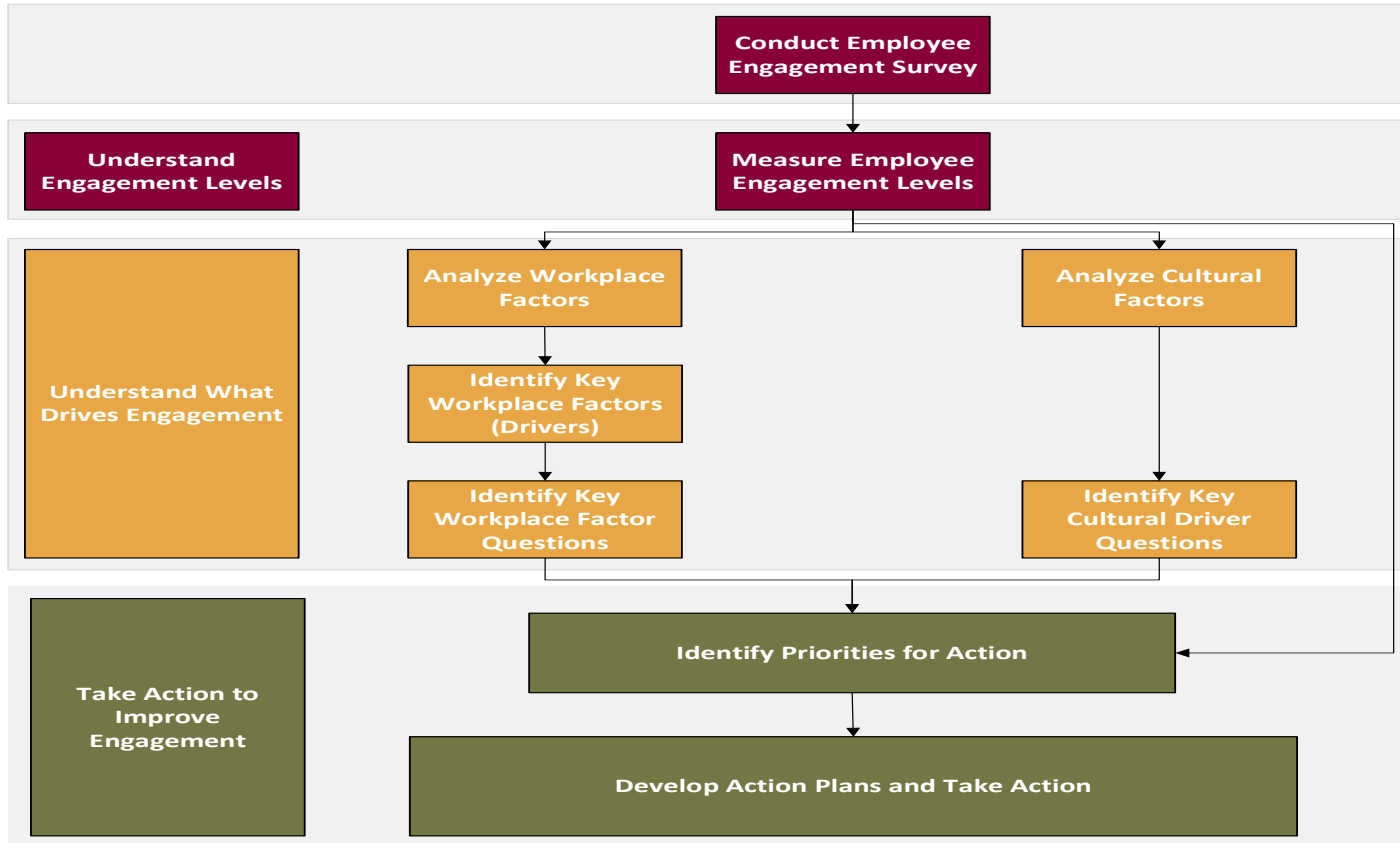 Conduct Employee
Engagement Survey
Understand
Engagement Levels
Measure Employee
Engagement Levels
Understand What
Drives Engagement
Analyze Workplace
Factors
Analyze Cultural
Factors
Identify Key
Workplace Factors
(Drivers)
Identify Key
Workplace Factor
Questions
Identify Key
Cultural Driver
Questions
Take Action to
Improve
Engagement
Identify Priorities for Action
Develop Action Plans and Take Action